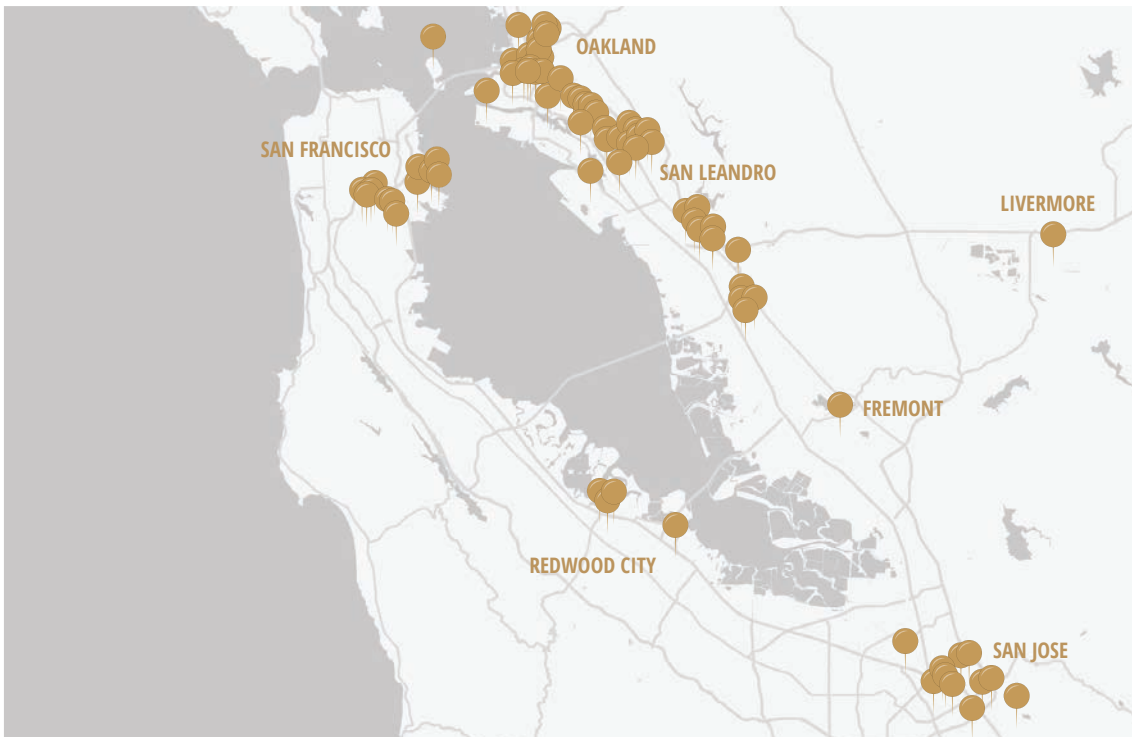 OAKLAND
SAN FRANCISCO
SAN LEANDRO
LIVERMORE
FREMONT
REDWOOD CITY
SAN JOSE